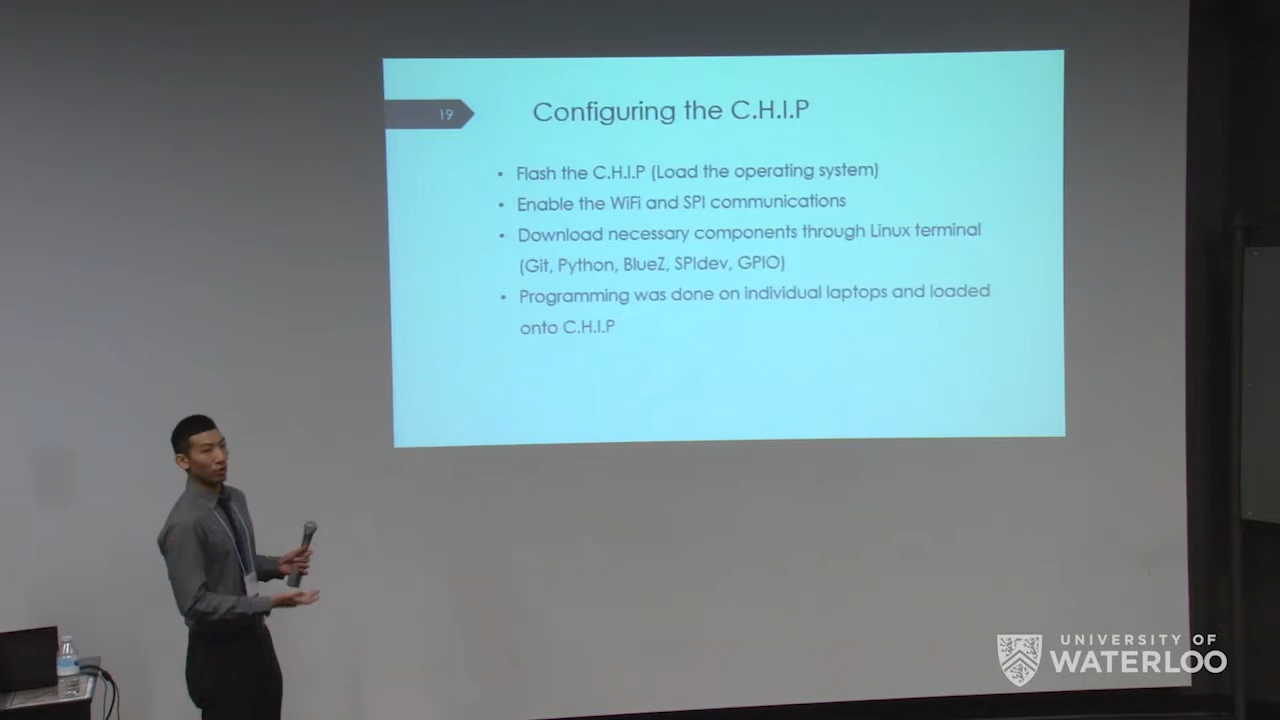 19
Configuring the C.H.I.P
• Flash the C.H.I.P (Load the operating system)
• Enable the WiFi and SPI communications
• Download necessary components through Linux terminal
(Git, Python, BlueZ, SPIdev, GPIO)
• Programming was done on individual laptops and loaded
onto C.H.I.P
UNIVERSITY OF
WATERLOO